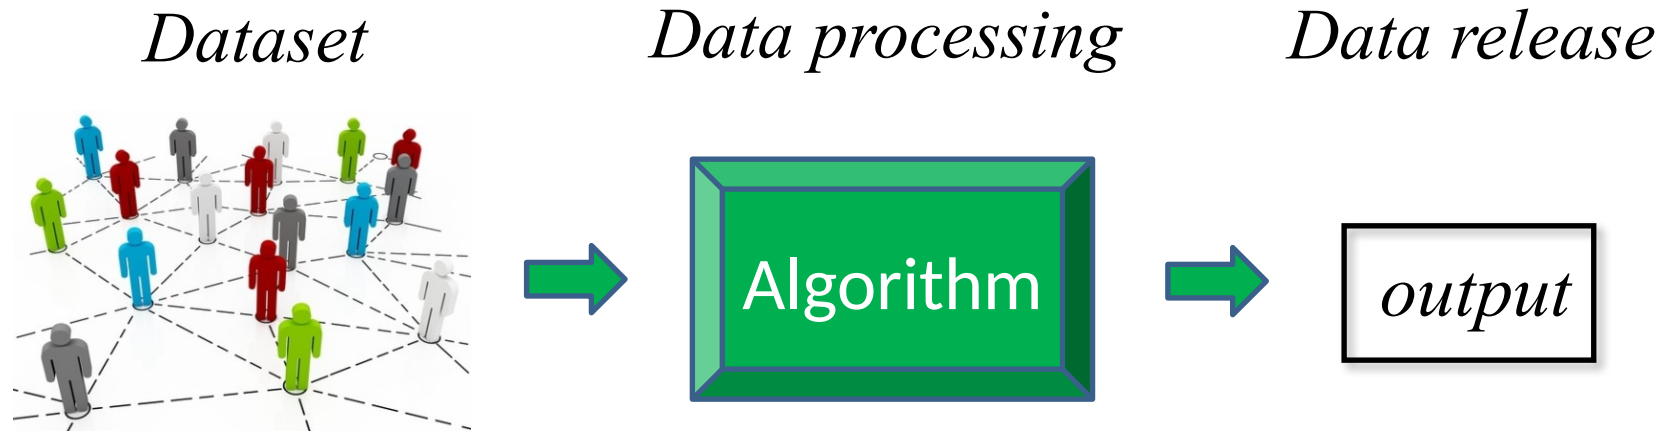 Dataset
Data processing
Data release
Algorithm
output